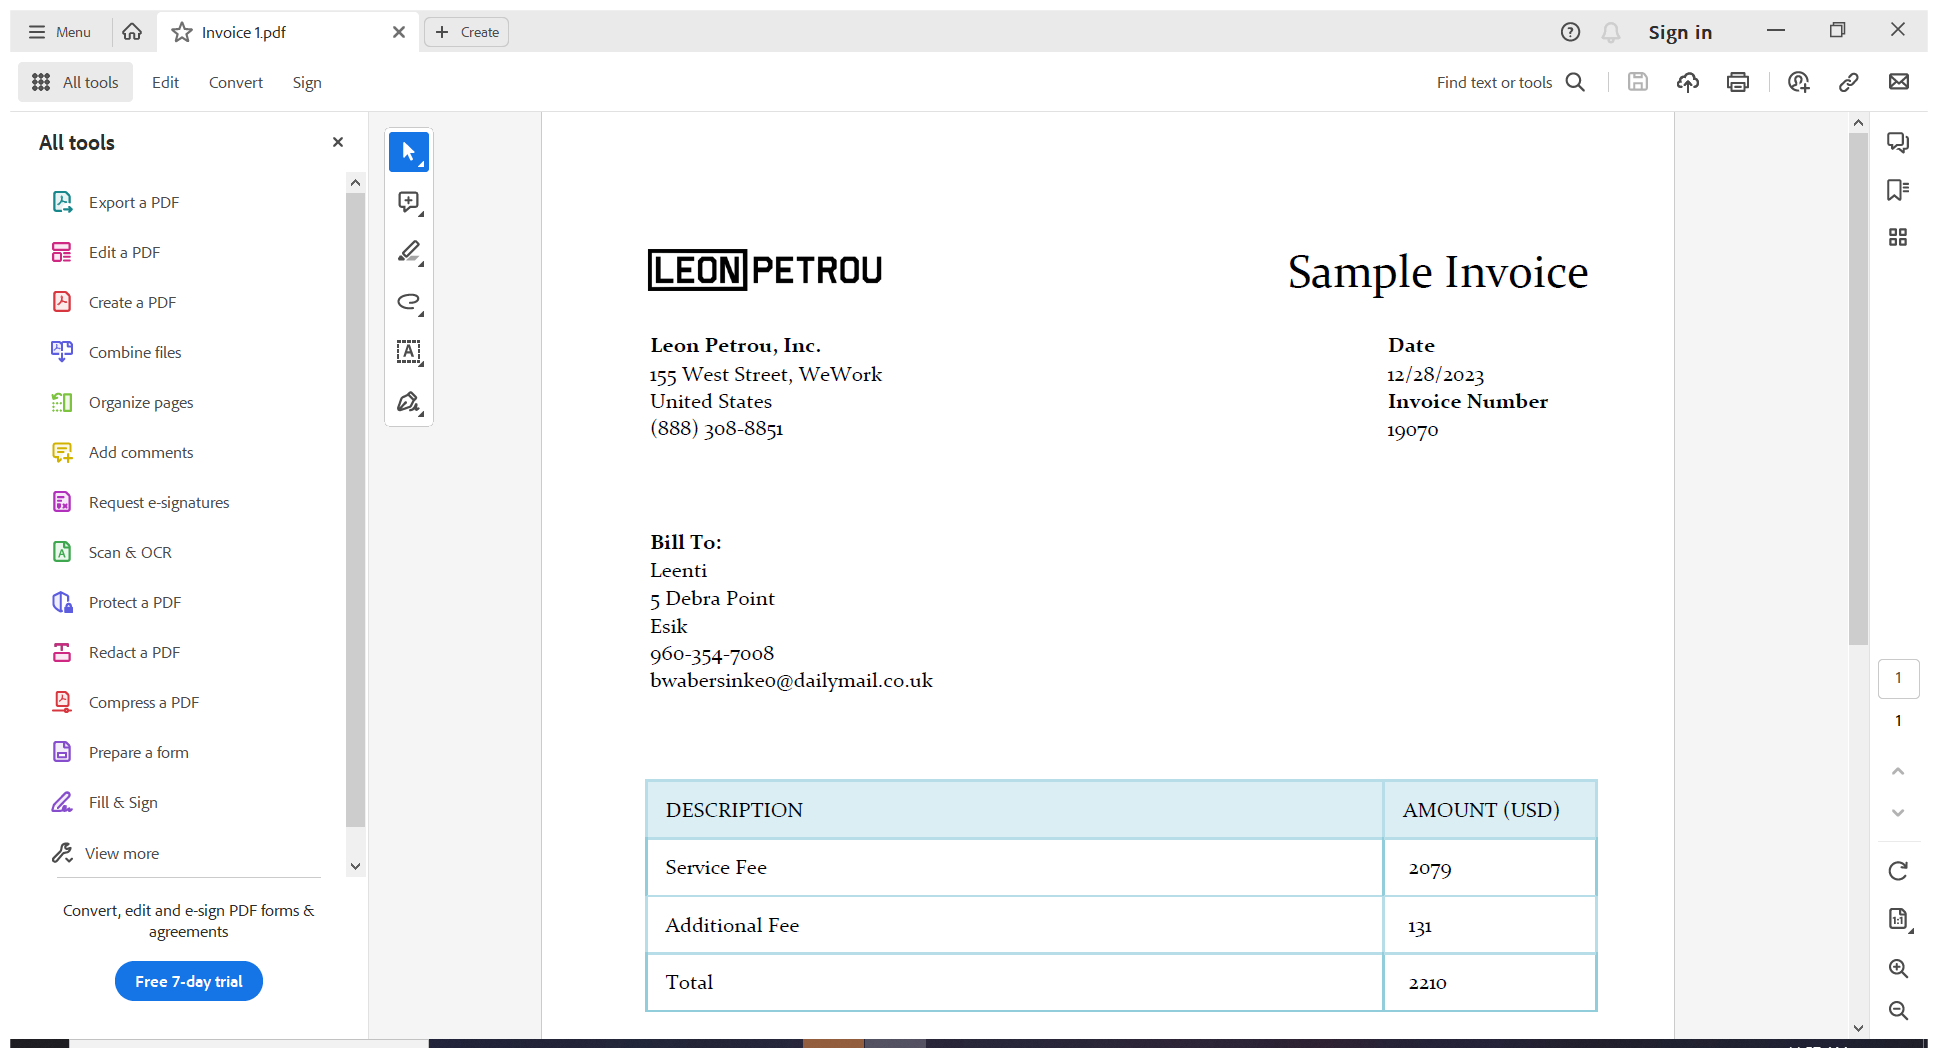 Menu
Invoice 1.pdf
Create
Sign in
All tools
Edit
Convert
Sign
Find text or tools
All tools
Export a PDF
Edit a PDF
Create a PDF
Combine files
Organize pages
Add comments
Request e-signatures
Scan & OCR
Protect a PDF
Redact a PDF
Compress a PDF
Prepare a form
Fill & Sign
View more
Convert, edit and e-sign PDF forms &
agreements
Free 7-day trial
LEON PETROU
Sample Invoice
Leon Petrou, Inc.
155 West Street, WeWork
United States
(888) 308-8851
Date
12/28/2023
Invoice Number
19070
Bill To:
Leenti
5 Debra Point
Esik
960-354-7008
bwabersinke0@dailymail.co.uk
DESCRIPTION AMOUNT (USD)
Service Fee 2079
Additional Fee 131
Total 2210
1
1